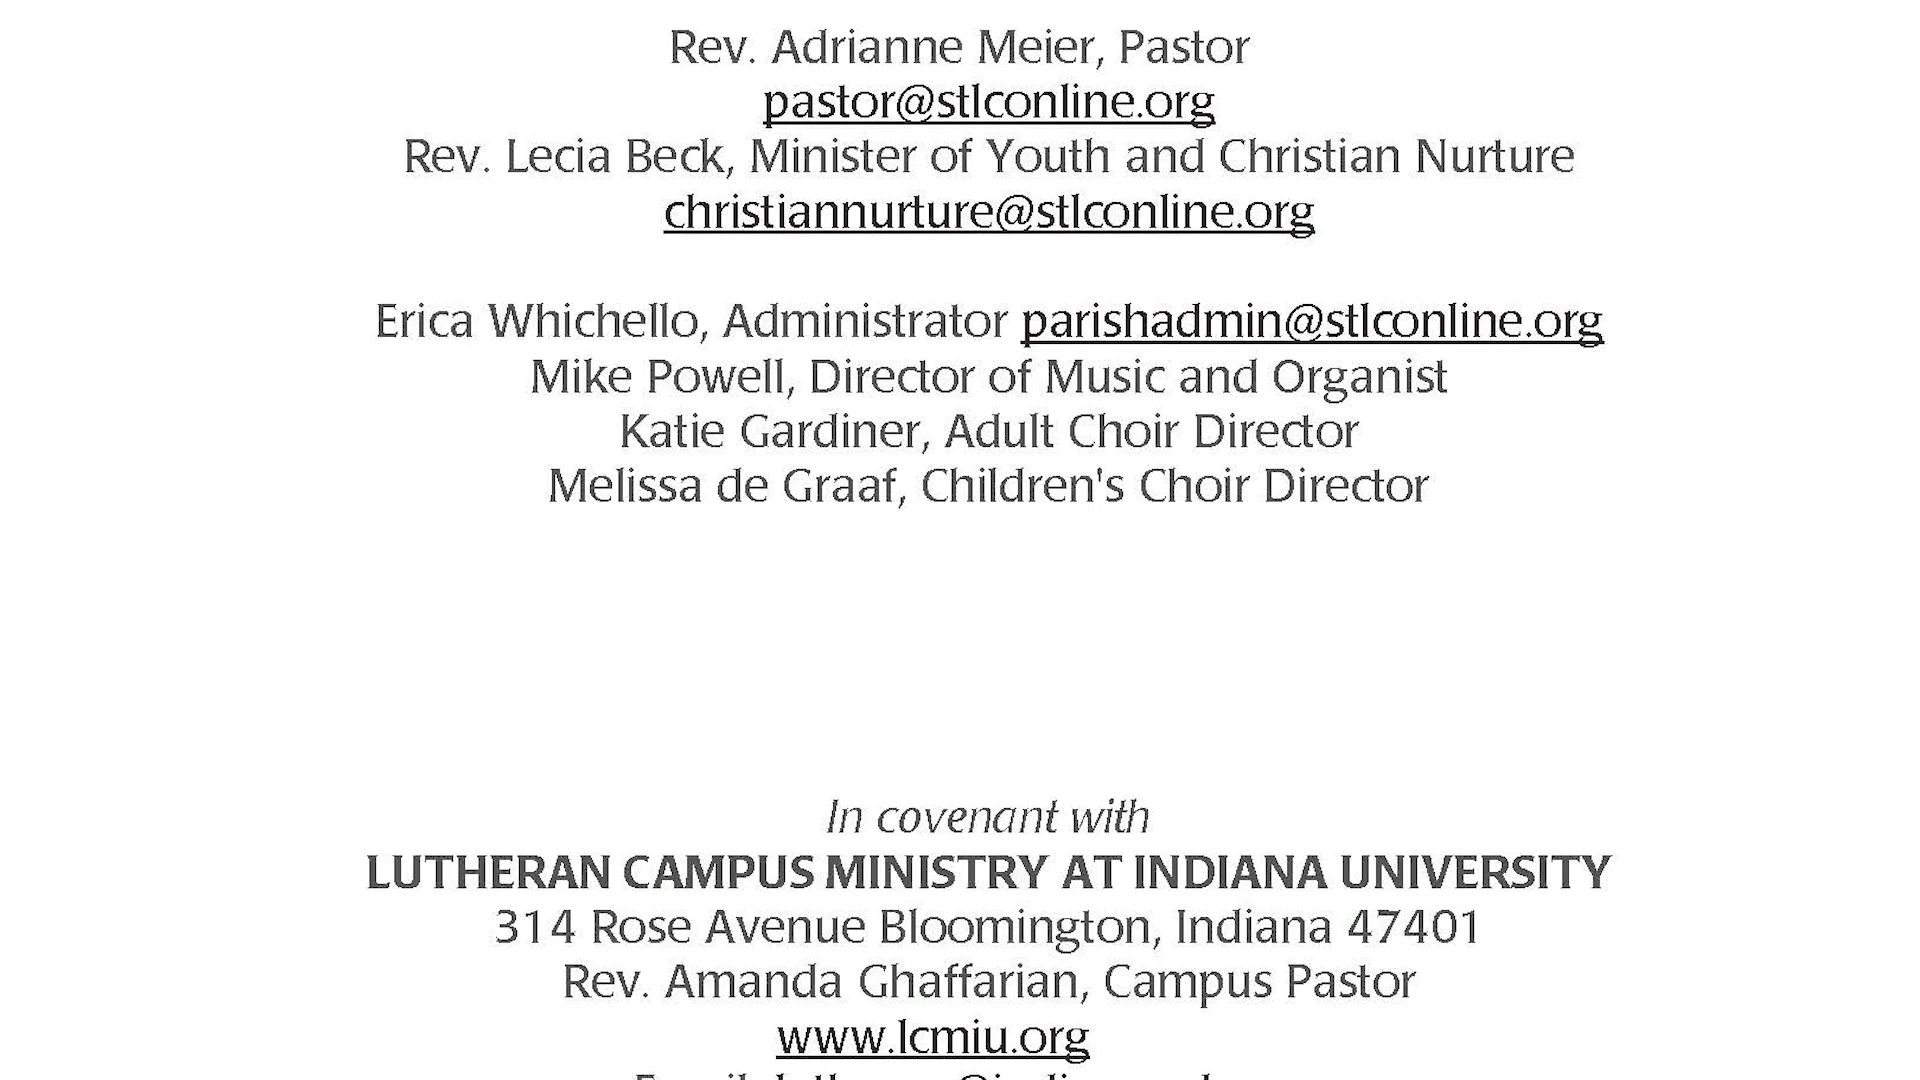 Rev. Adrianne Meier, Pastor
pastor@stlconline.org
Rev. Lecia Beck, Minister of Youth and Christian Nurture
christiannurture@stlconline.org
Erica Whichello, Administrator parishadmin@stlconline.org
Mike Powell, Director of Music and Organist
Katie Gardiner, Adult Choir Director
Melissa de Graaf, Children's Choir Director
In covenant with
LUTHERAN CAMPUS MINISTRY AT INDIANA UNIVERSITY
314 Rose Avenue Bloomington, Indiana 47401
Rev. Amanda Ghaffarian, Campus Pastor
www.lcmiu.org